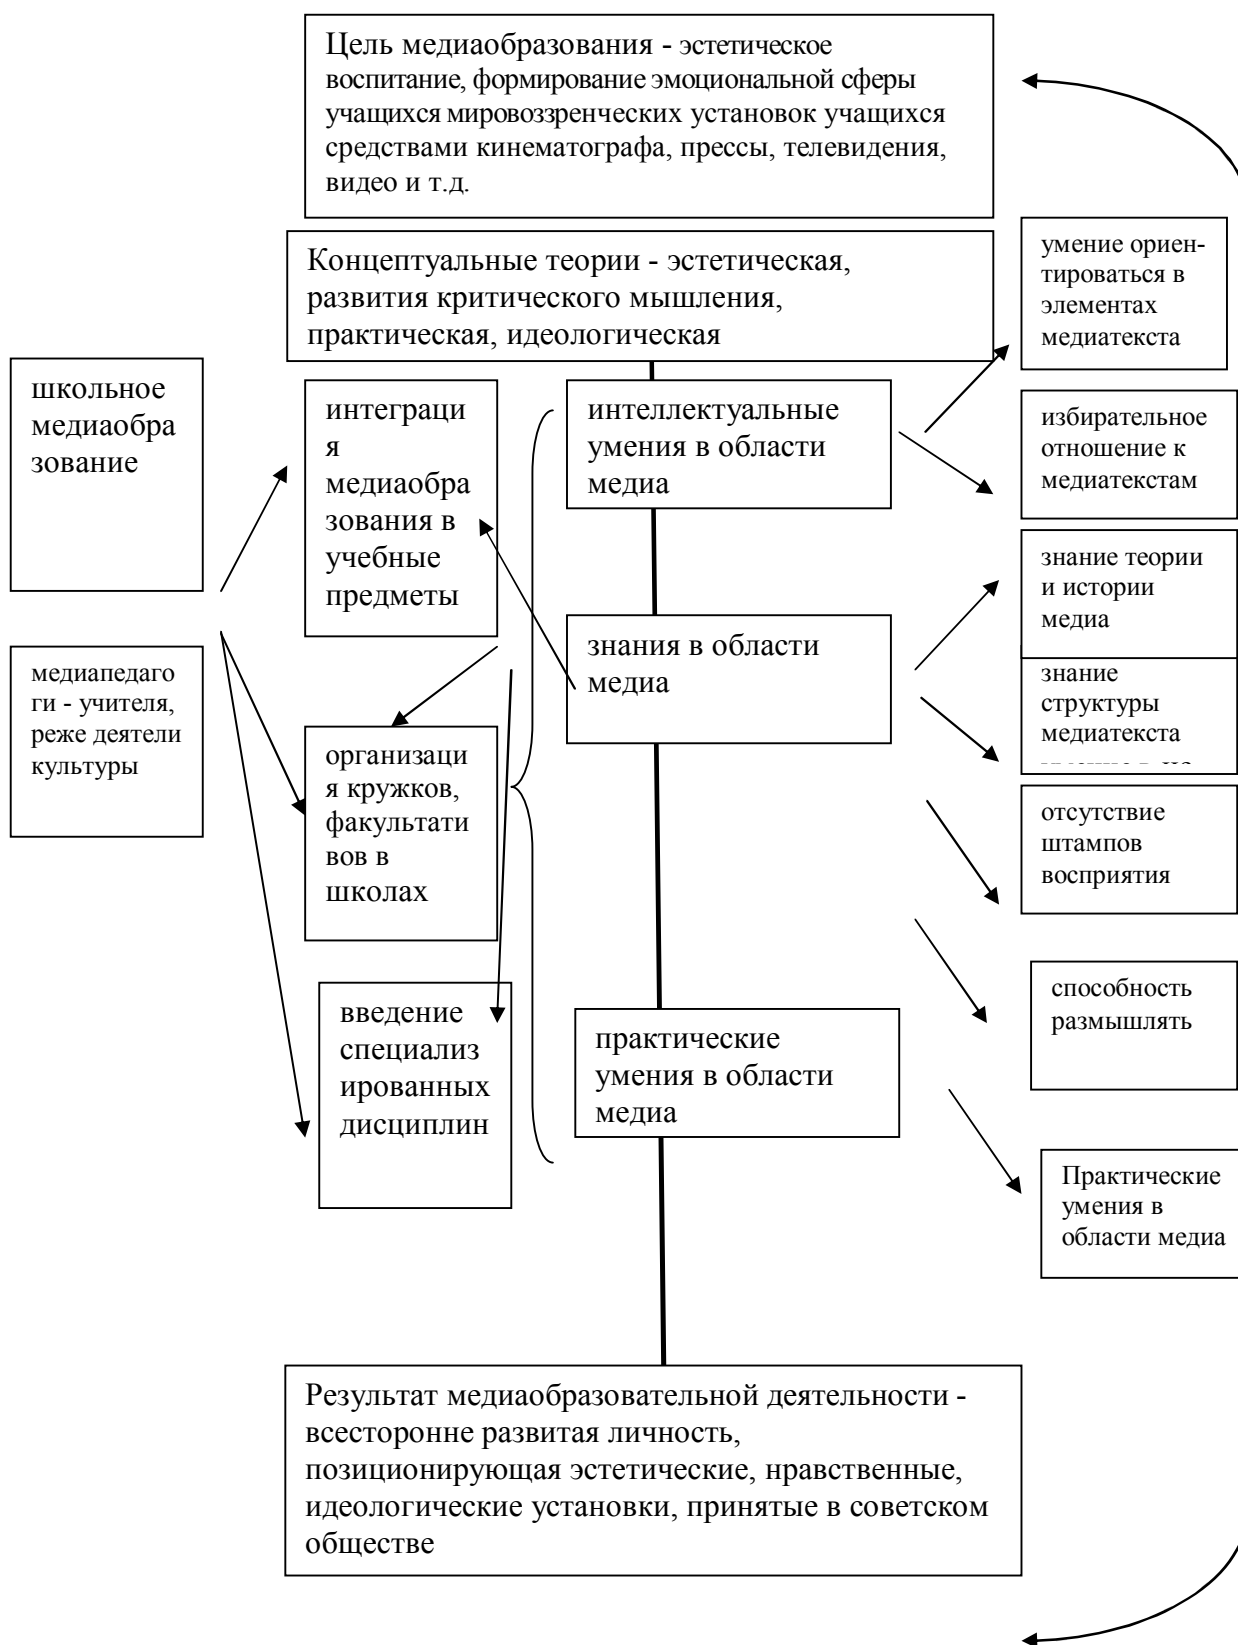 Цель медиаобразования - эстетическое
воспитание, формирование эмоциональной сферы
учащихся мировоззренческих установок учащихся
средствами кинематографа, прессы, телевидения,
видео и т.д.
Концептуальные теории - эстетическая,
развития критического мышления,
практическая, идеологическая
школьное
медиаобра
зование
медиапедаго
ги - учителя,
реже деятели
культуры
интеграци
я
медиаобра
зования в
учебные
предметы
организаци
я кружков,
факультати
вов в
школах
введение
специализ
ированных
дисциплин
интеллектуальные
умения в области
медиа
знания в области
медиа
практические
умения в области
медиа
умение ориен-
тироваться в
элементах
медиатекста
избирательное
отношение к
медиатекстам
знание теории
и истории
медиа
знание
структуры
медиатекста
отсутствие
штампов
восприятия
способность
размышлять
Практические
умения в
области медиа
Результат медиаобразовательной деятельности -
всесторонне развитая личность,
позиционирующая эстетические, нравственные,
идеологические установки, принятые в советском
обществе